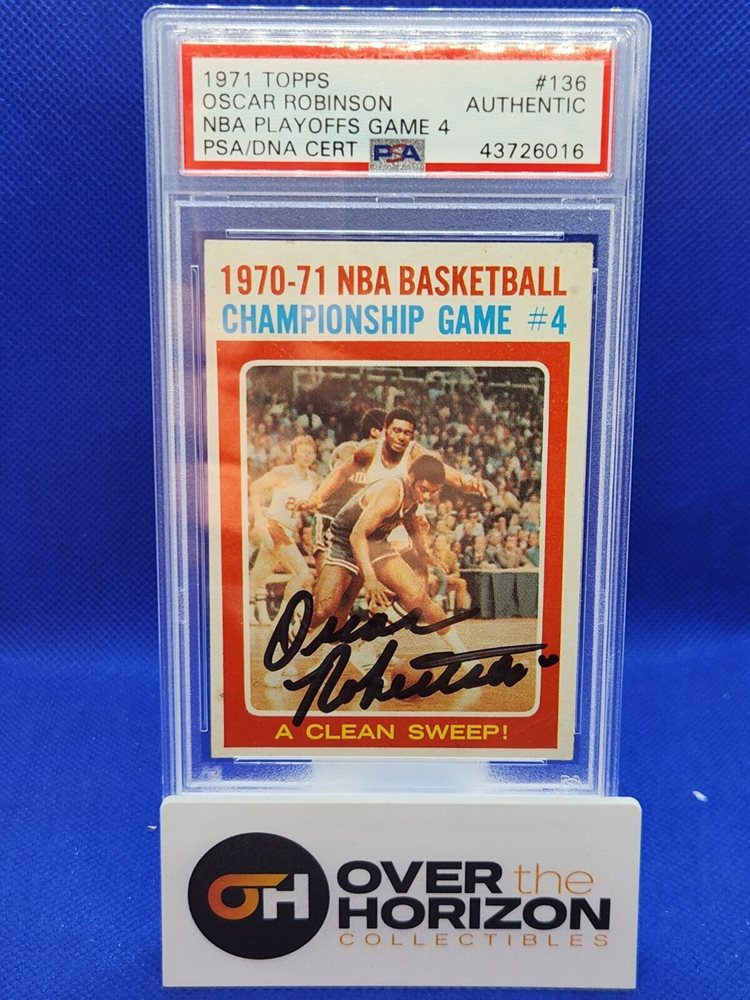 1971 TOPPS #136
OSCAR ROBINSON AUTHENTIC
NBA PLAYOFFS GAME 4
PSA/DNA CERT PSA 43726016
1970-71 NBA BASKETBALL
CHAMPIONSHIP GAME #4
Oscar
Robertson
A CLEAN SWEEP!
OH OVER the
HORIZON
COLLECTIBLES